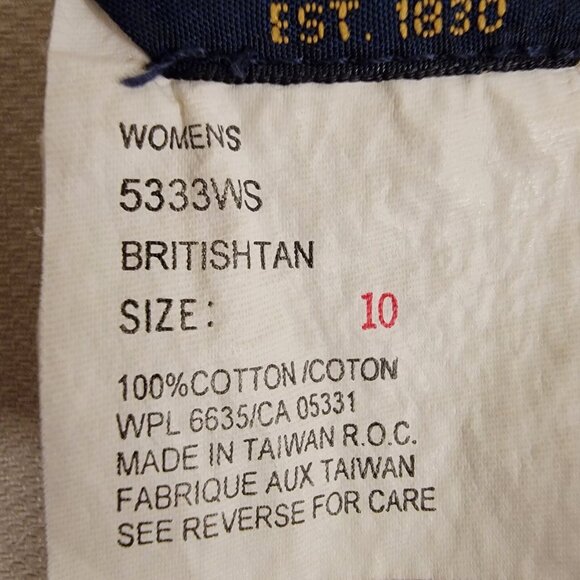 EST. 1830
WOMENS
5333WS
BRITISHTAN
SIZE: 10
100%COTTON/COTON
WPL 6635/CA 05331
MADE IN TAIWAN R.O.C.
FABRIQUE AUX TAIWAN
SEE REVERSE FOR CARE